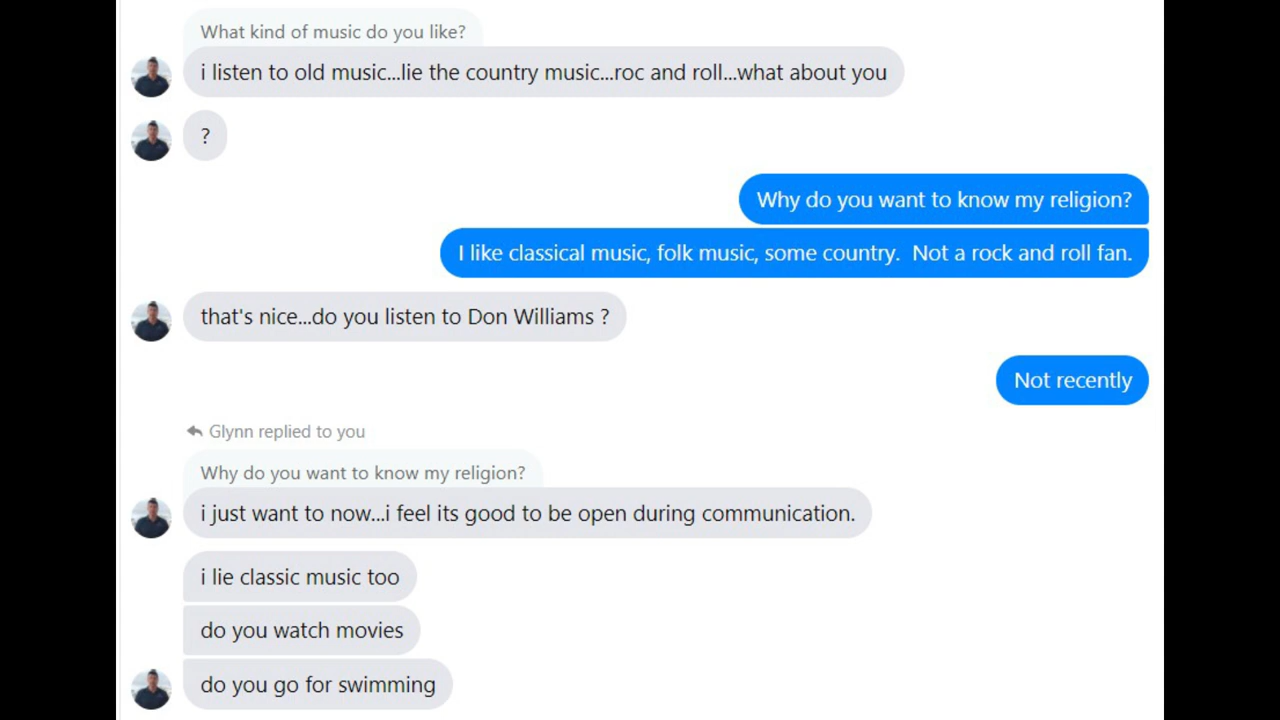 What kind of music do you like?
i listen to old music...lie the country music...roc and roll...what about you
?
Why do you want to know my religion?
I like classical music, folk music, some country.  Not a rock and roll fan.
that's nice...do you listen to Don Williams ?
Not recently
Glynn replied to you
Why do you want to know my religion?
i just want to now...i feel its good to be open during communication.
i lie classic music too
do you watch movies
do you go for swimming